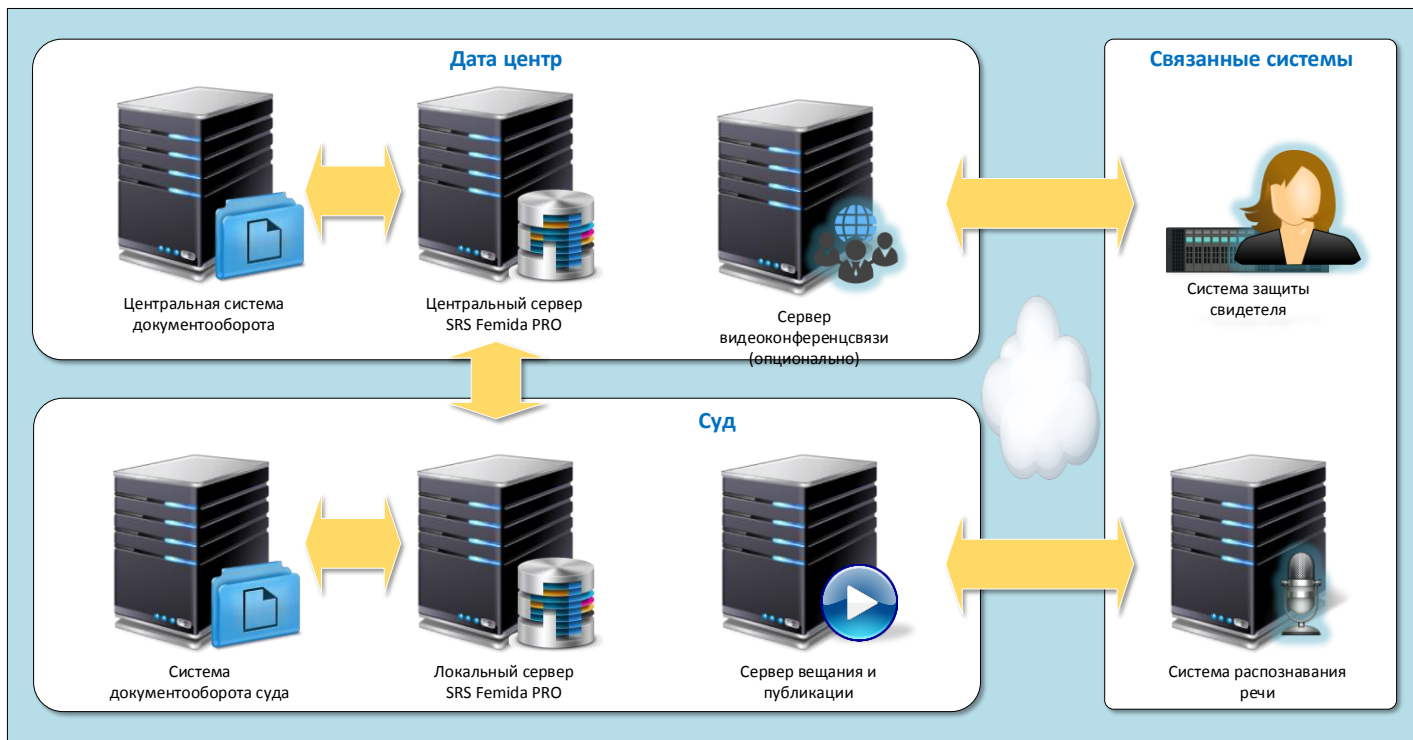 Дата центр
Связанные системы
Центральная система
документооборота
Центральный сервер
SRS Femida PRO
Сервер
видеоконференцсвязи
(опционально)
Система защиты
свидетеля
Суд
Система
документооборота суда
Локальный сервер
SRS Femida PRO
Сервер вещания и
публикации
Система распознавания
речи